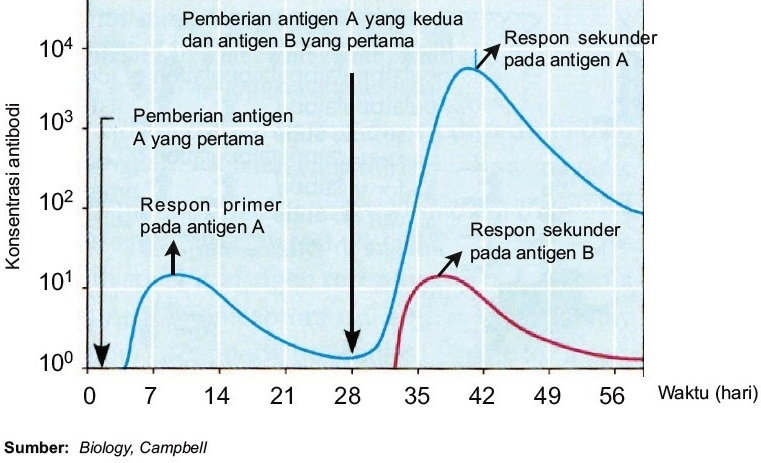 Pemberian antigen A yang kedua
dan antigen B yang pertama
Respon sekunder
pada antigen A
Pemberian antigen
A yang pertama
Respon primer
pada antigen A
Respon sekunder
pada antigen B
Konsentrasi antibodi
10⁴
10³
10²
10¹
10⁰
0 7 14 21 28 35 42 49 56 Waktu (hari)
Sumber: Biology, Campbell